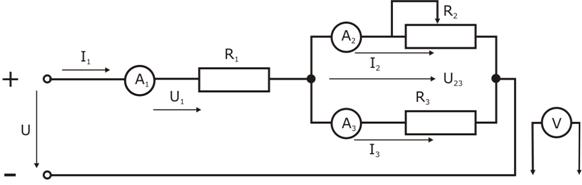 R₂
A₂
I₁
R₁
I₂
+
A₁
U₂₃
U₁
R₃
U
A₃
V
I₃
-